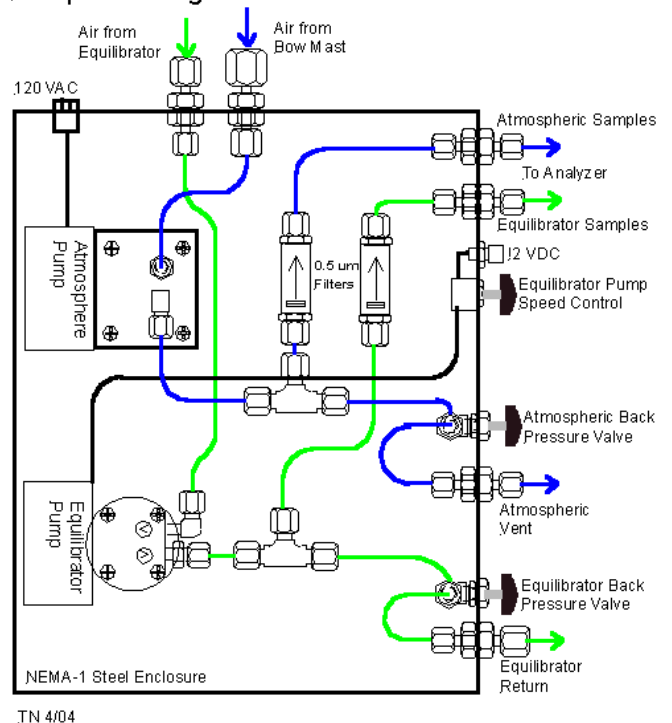 Air from
Equilibrator
Air from
Bow Mast
120 VAC
Atmospheric Samples
To Analyzer
Equilibrator Samples
12 VDC
Equilibrator Pump
Speed Control
Atmosphere
Pump
0.5 um
Filters
Atmospheric Back
Pressure Valve
Atmospheric
Vent
Equilibrator
Pump
Equilibrator Back
Pressure Valve
Equilibrator
Return
NEMA-1 Steel Enclosure
TN 4/04